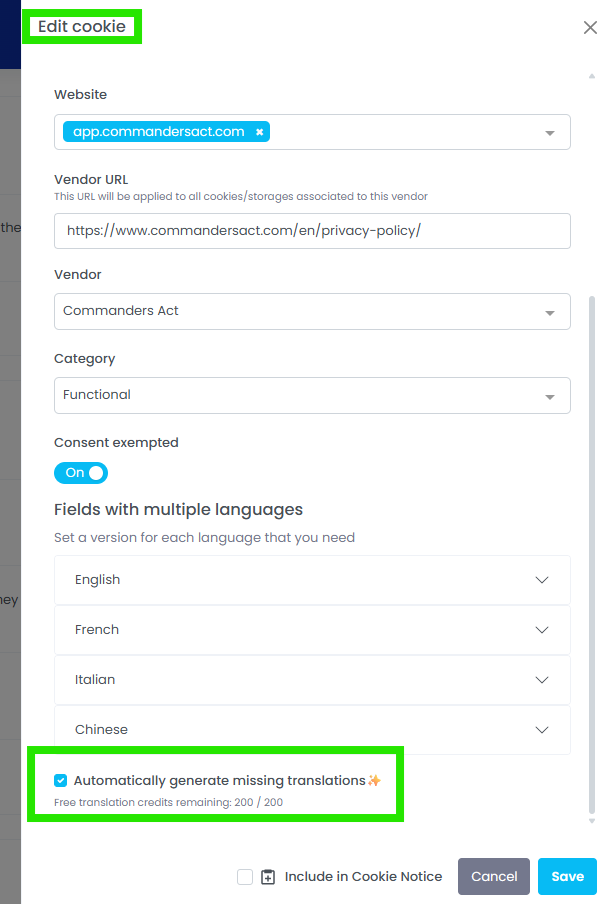 Edit cookie
Website
app.commandersact.com ×
Vendor URL
This URL will be applied to all cookies/storages associated to this vendor
the
https://www.commandersact.com/en/privacy-policy/
Vendor
Commanders Act
Category
Functional
Consent exempted
On
Fields with multiple languages
Set a version for each language that you need
English
ney
French
Italian
Chinese
Automatically generate missing translations✨
Free translation credits remaining: 200 / 200
Include in Cookie Notice
Cancel
Save